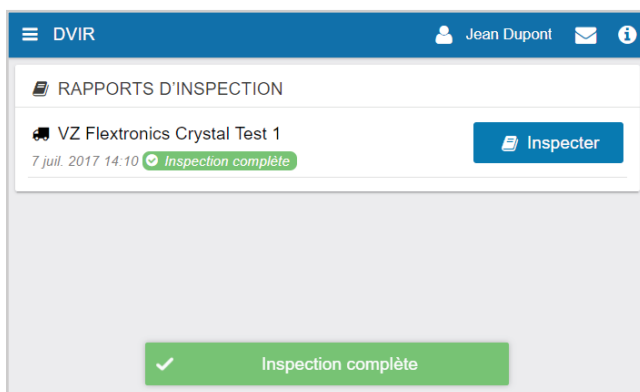 DVIR
Jean Dupont
RAPPORTS D'INSPECTION
VZ Flextronics Crystal Test 1
7 juil. 2017 14:10 Inspection complète
Inspecter
Inspection complète